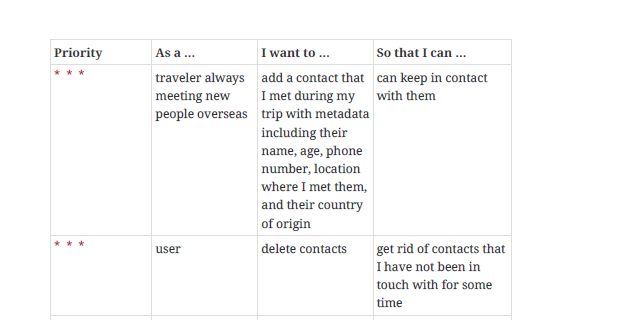 Priority
As a ...
I want to ...
So that I can ...
* * *
traveler always
meeting new
people overseas
add a contact that
I met during my
trip with metadata
including their
name, age, phone
number, location
where I met them,
and their country
of origin
can keep in contact
with them
* * *
user
delete contacts
get rid of contacts that
I have not been in
touch with for some
time